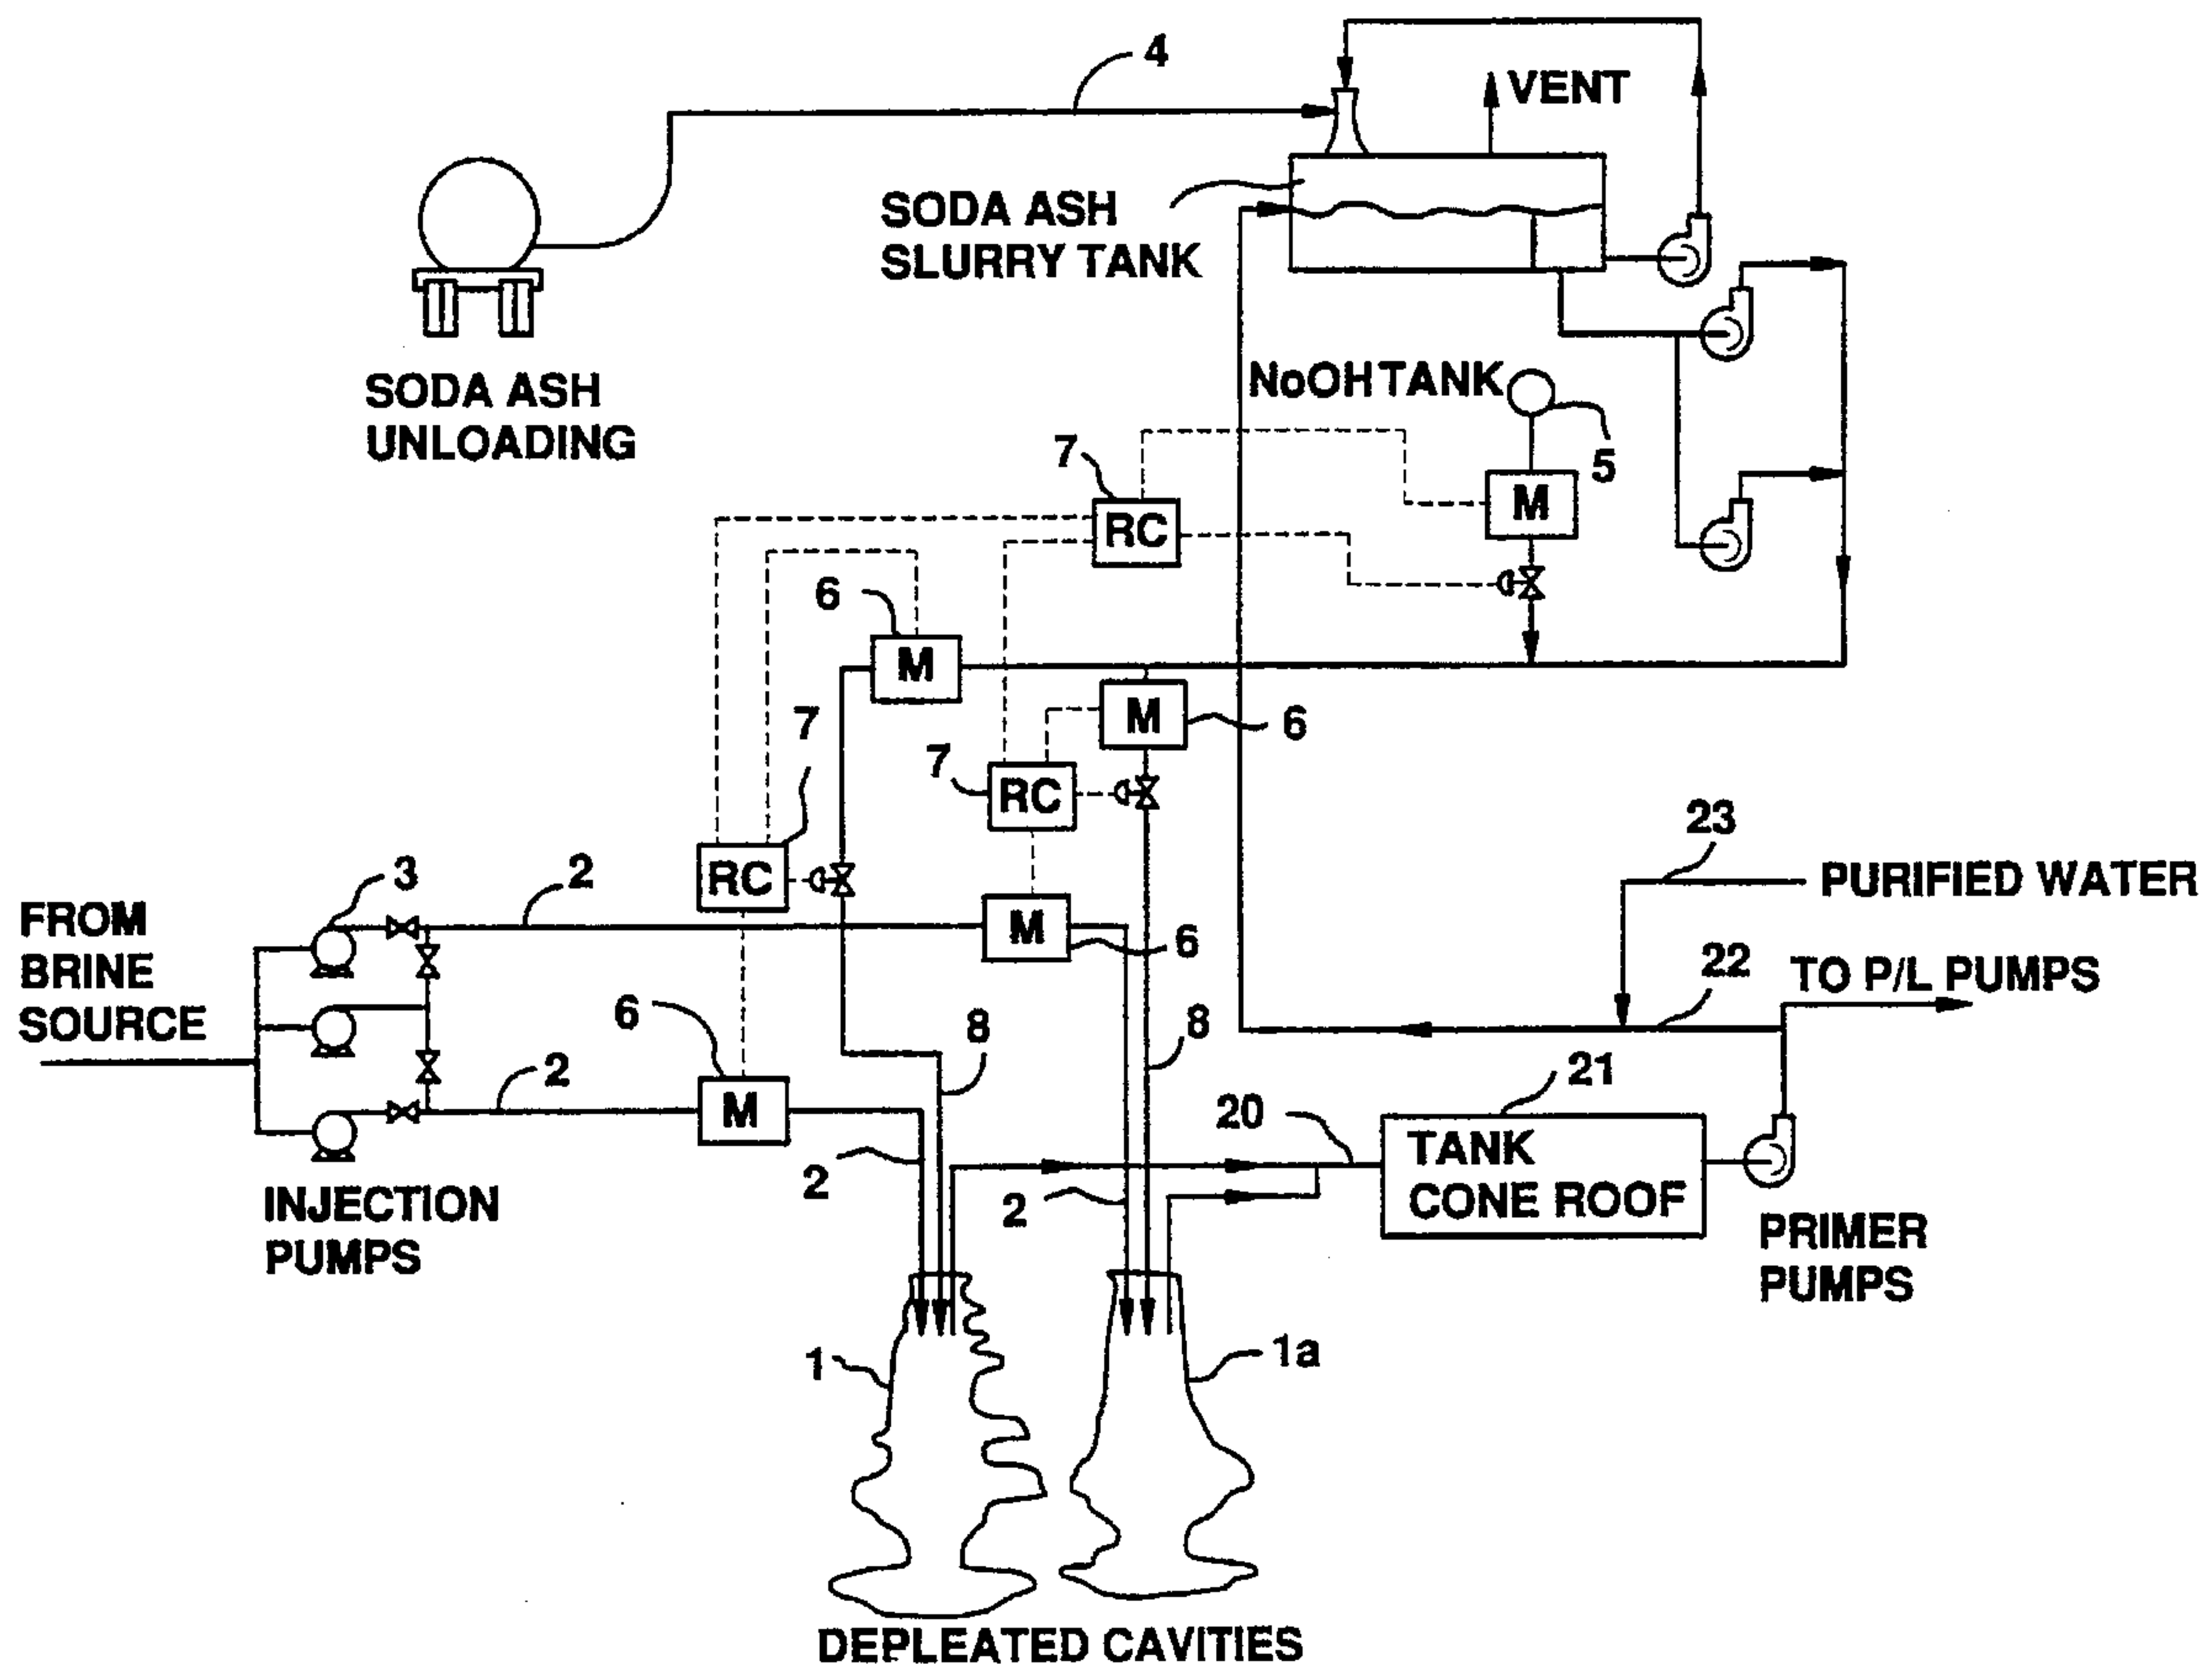 4
VENT
SODA ASH
SLURRY TANK
SODA ASH
UNLOADING
NoOH TANK
5
7
RC
M
6
M
M
6
7
7
RC
RC
23
PURIFIED WATER
3
2
FROM
BRINE
SOURCE
M
6
22
TO P/L PUMPS
6
8
8
2
M
21
20
TANK
CONE ROOF
2
2
INJECTION
PUMPS
PRIMER
PUMPS
1
1a
DEPLEATED CAVITIES